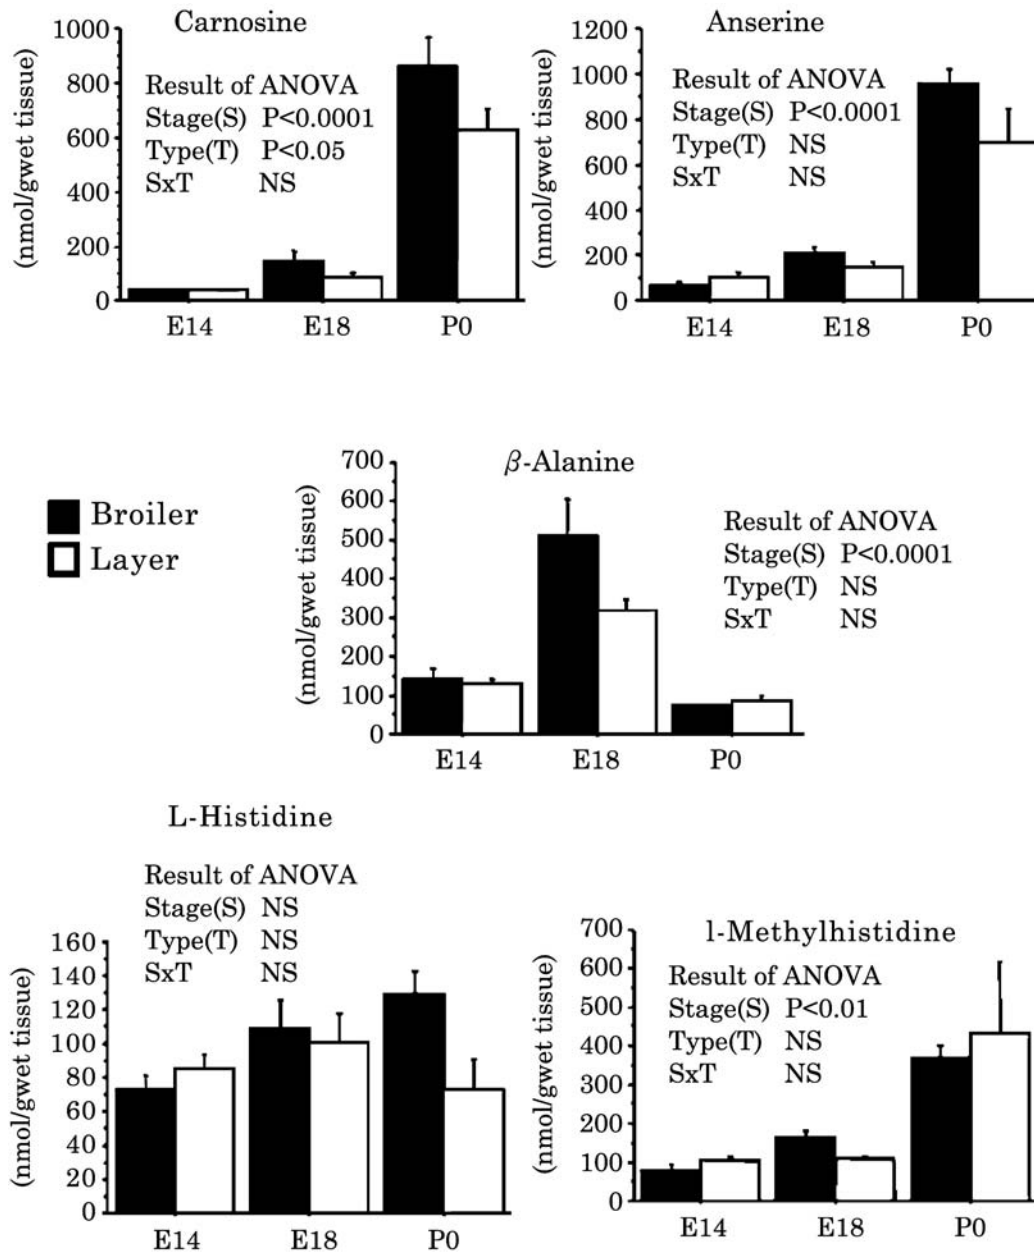 Carnosine
(nmol/gwet tissue)
1000
800
600
400
200
0
Result of ANOVA
Stage(S) P<0.0001
Type(T) P<0.05
SxT NS
E14 E18 P0
Anserine
(nmol/gwet tissue)
1200
1000
800
600
400
200
0
Result of ANOVA
Stage(S) P<0.0001
Type(T) NS
SxT NS
E14 E18 P0
Broiler
Layer
β-Alanine
(nmol/gwet tissue)
700
600
500
400
300
200
100
0
Result of ANOVA
Stage(S) P<0.0001
Type(T) NS
SxT NS
E14 E18 P0
L-Histidine
(nmol/gwet tissue)
160
140
120
100
80
60
40
20
0
Result of ANOVA
Stage(S) NS
Type(T) NS
SxT NS
E14 E18 P0
l-Methylhistidine
(nmol/gwet tissue)
700
600
500
400
300
200
100
0
Result of ANOVA
Stage(S) P<0.01
Type(T) NS
SxT NS
E14 E18 P0